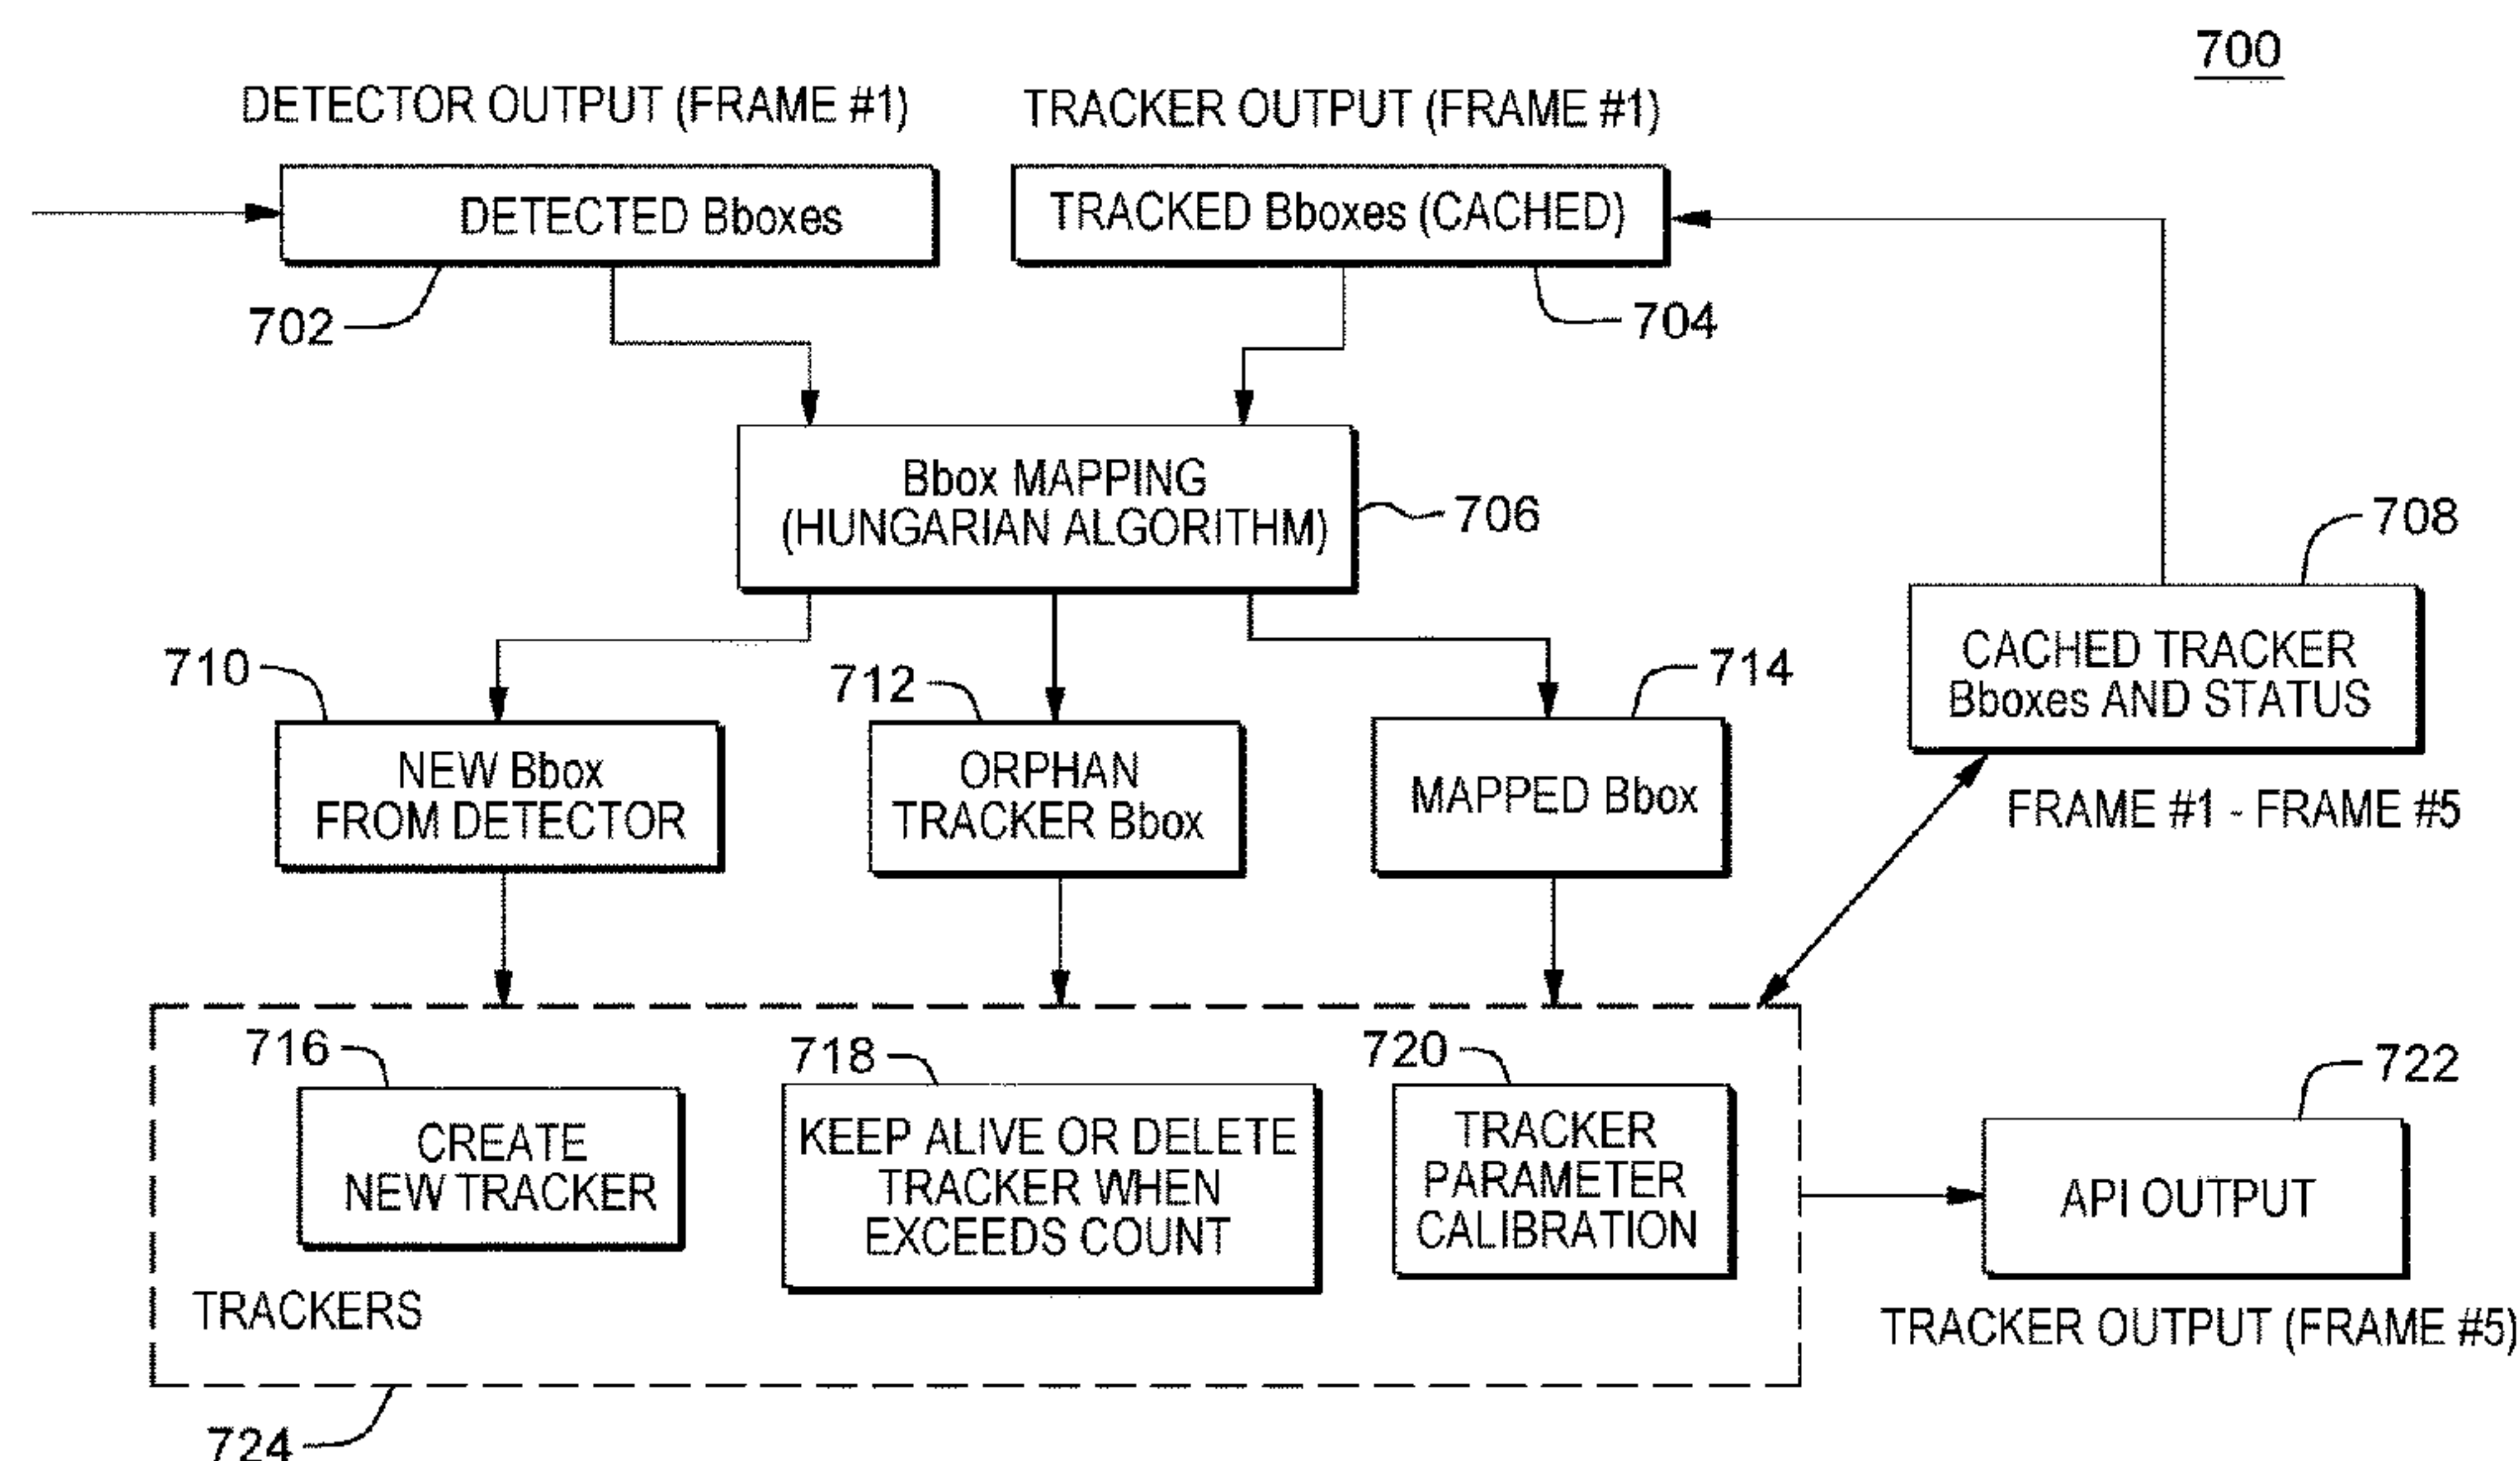 700
DETECTOR OUTPUT (FRAME #1)
TRACKER OUTPUT (FRAME #1)
DETECTED Bboxes
TRACKED Bboxes (CACHED)
702
704
Bbox MAPPING
(HUNGARIAN ALGORITHM)
706
708
CACHED TRACKER
Bboxes AND STATUS
FRAME #1 - FRAME #5
710
712
714
NEW Bbox
FROM DETECTOR
ORPHAN
TRACKER Bbox
MAPPED Bbox
716
718
720
722
CREATE
NEW TRACKER
KEEP ALIVE OR DELETE
TRACKER WHEN
EXCEEDS COUNT
TRACKER
PARAMETER
CALIBRATION
API OUTPUT
TRACKERS
TRACKER OUTPUT (FRAME #5)
724